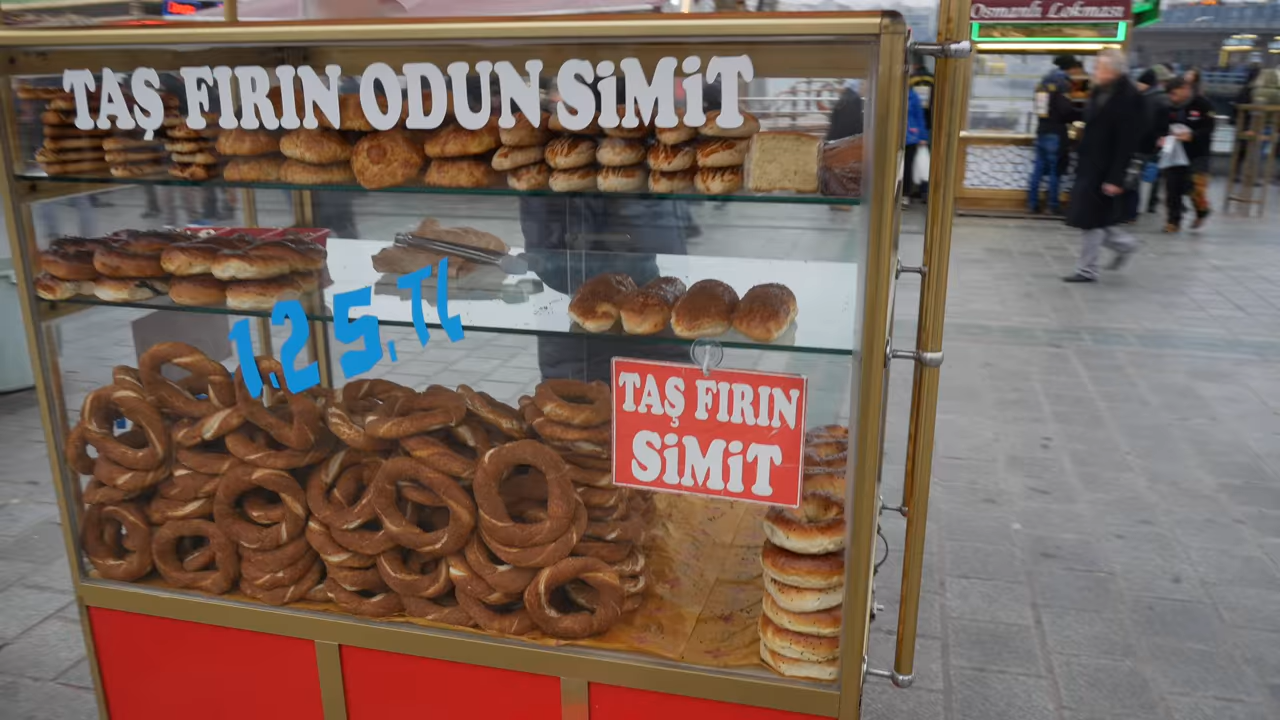 Osmanlı Lokması
TAŞ FIRIN ODUN SiMiT
1.25,TL
TAŞ FIRIN
SiMiT